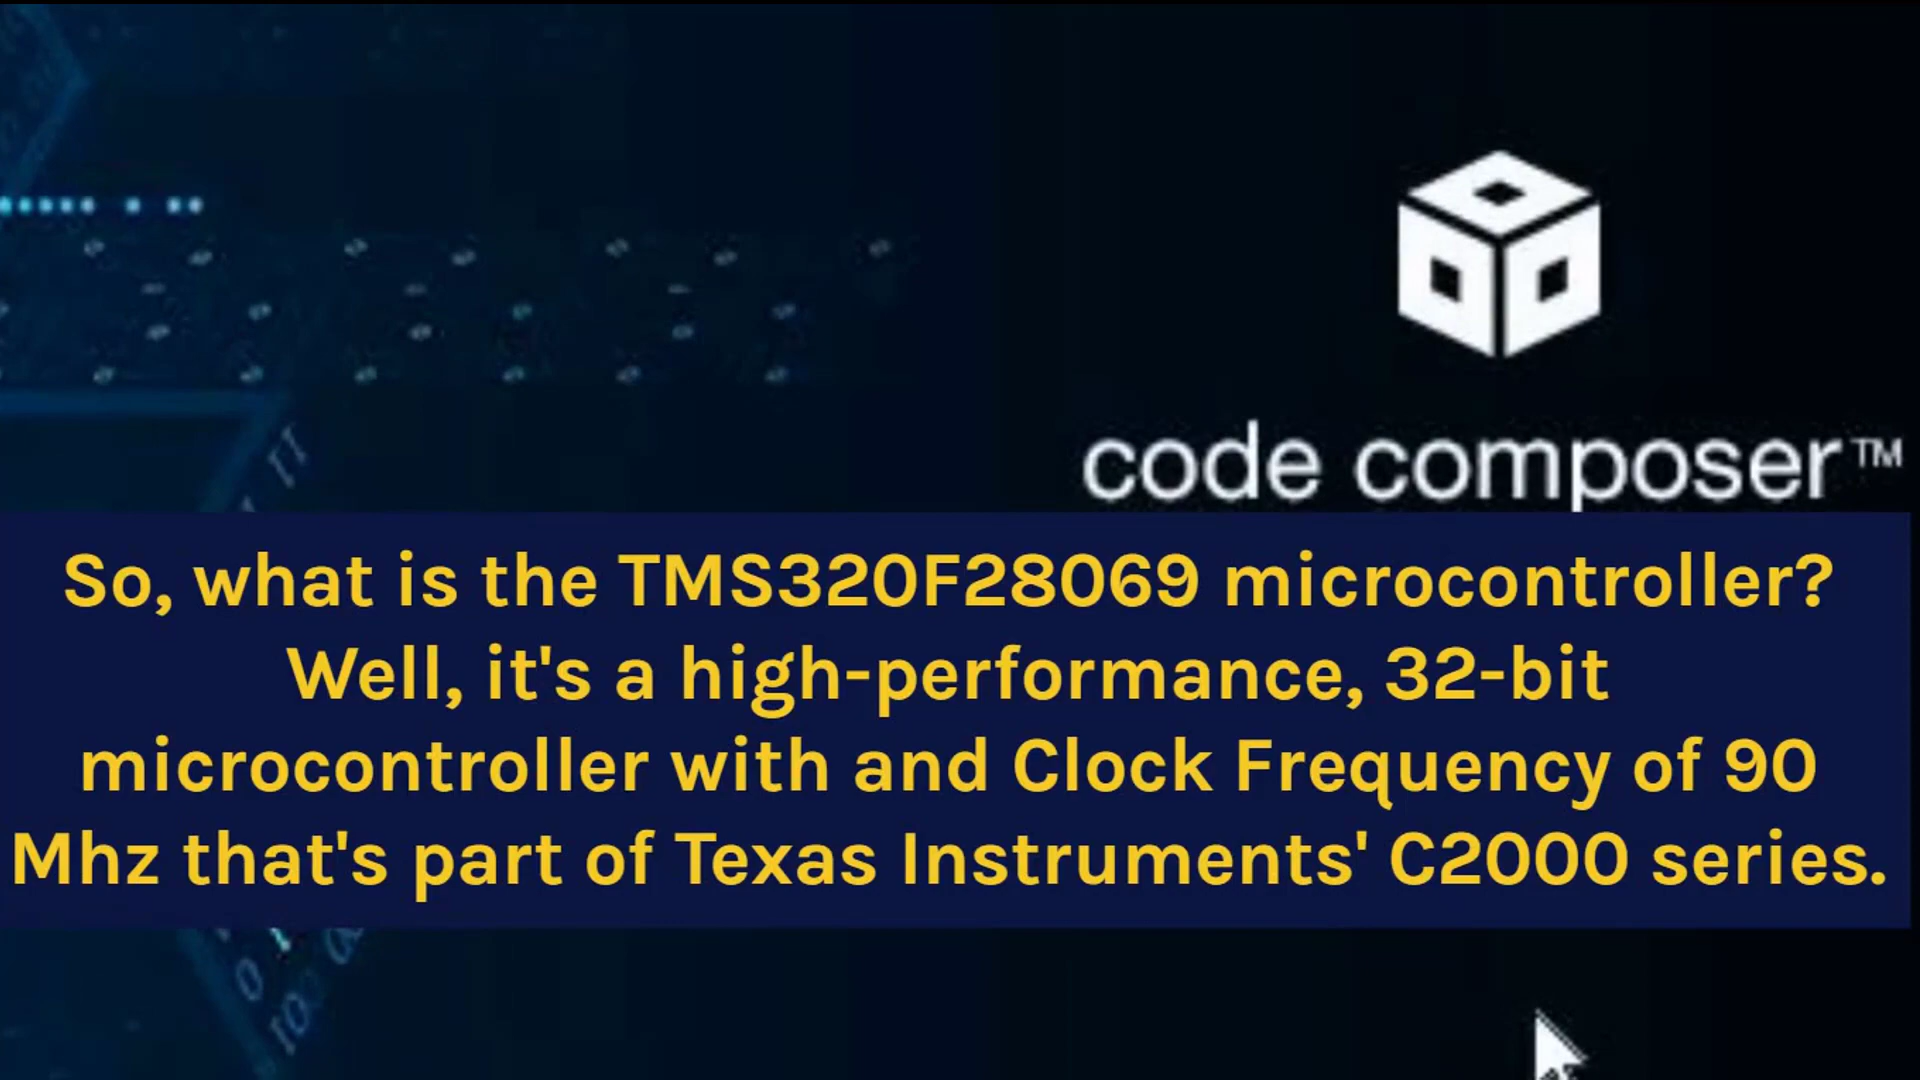 code composer™
So, what is the TMS320F28069 microcontroller?
Well, it's a high-performance, 32-bit
microcontroller with and Clock Frequency of 90
Mhz that's part of Texas Instruments' C2000 series.